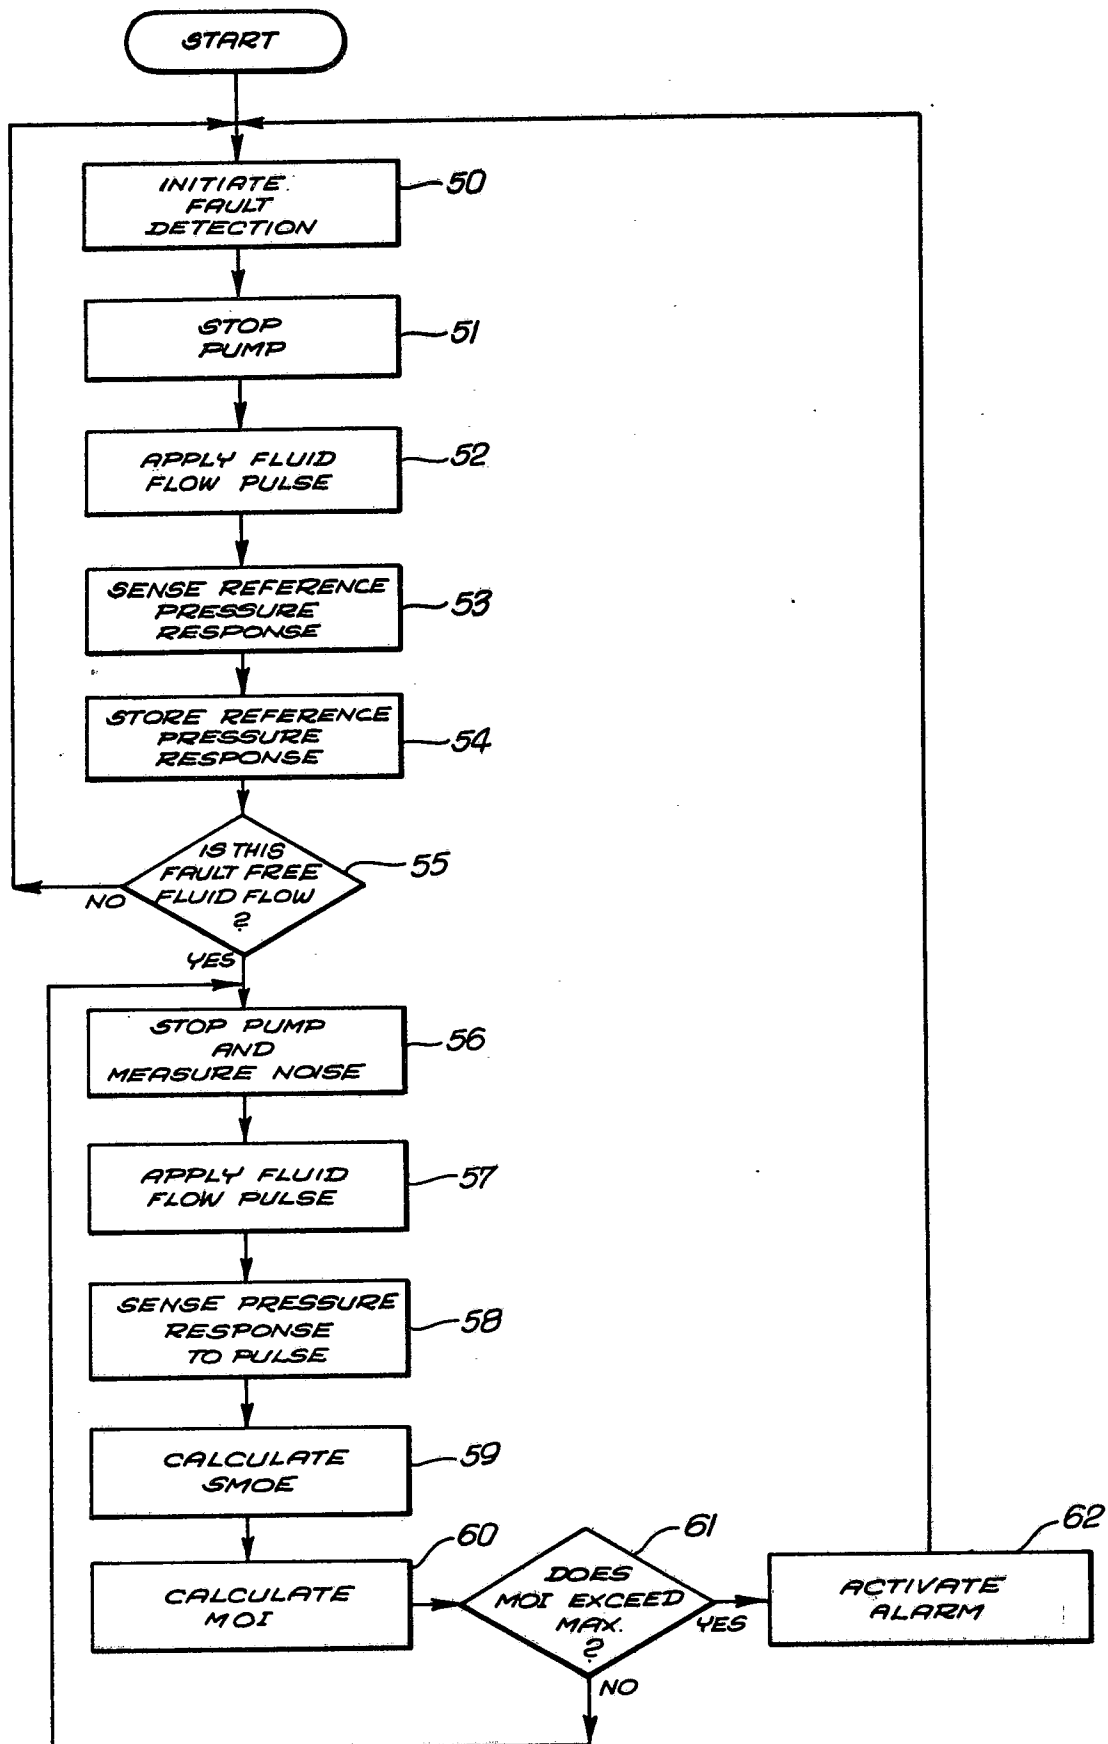 START
INITIATE
FAULT
DETECTION
50
STOP
PUMP
51
APPLY FLUID
FLOW PULSE
52
SENSE REFERENCE
PRESSURE
RESPONSE
53
STORE REFERENCE
PRESSURE
RESPONSE
54
IS THIS
FAULT FREE
FLUID FLOW
?
55
NO
YES
STOP PUMP
AND
MEASURE NOISE
56
APPLY FLUID
FLOW PULSE
57
SENSE PRESSURE
RESPONSE
TO PULSE
58
CALCULATE
SMOE
59
CALCULATE
MOI
60
DOES
MOI EXCEED
MAX.
?
61
YES
NO
ACTIVATE
ALARM
62